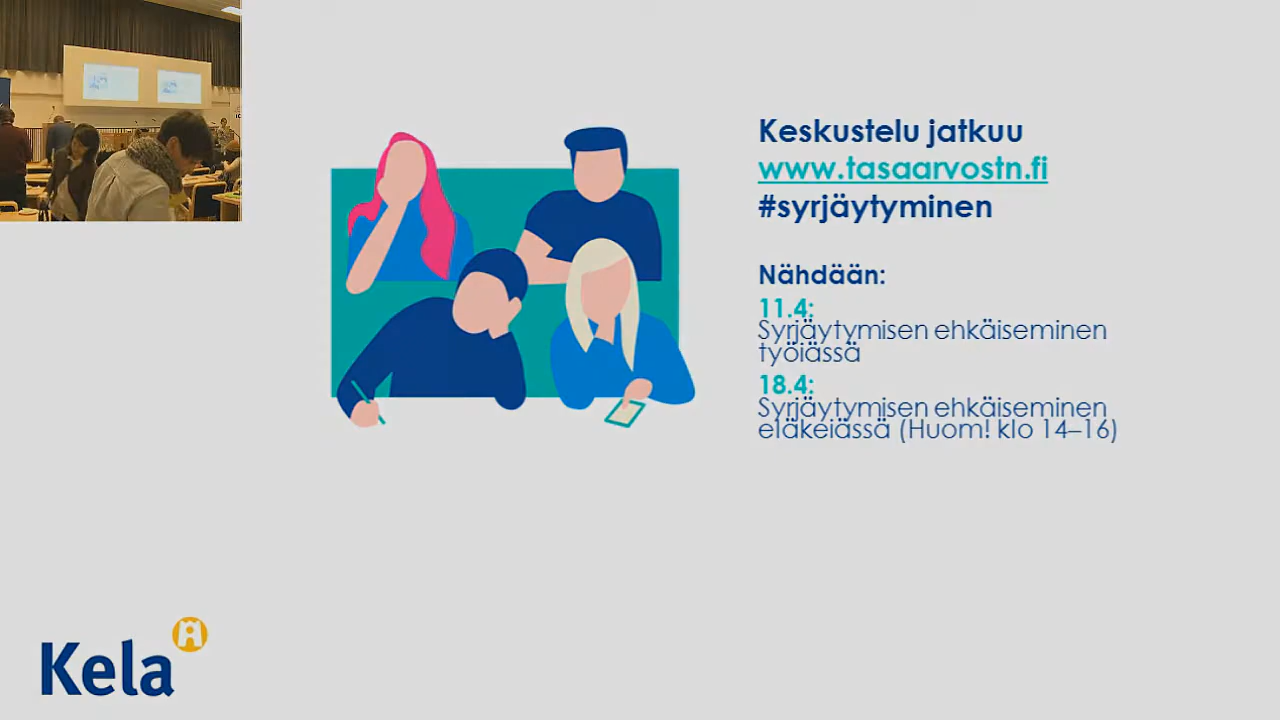 Keskustelu jatkuu
www.tasaarvostn.fi
#syrjäytyminen
Nähdään:
11.4:
Syrjäytymisen ehkäiseminen
työiässä
18.4:
Syrjäytymisen ehkäiseminen
eläkeiässä (Huom! klo 14–16)
Kela